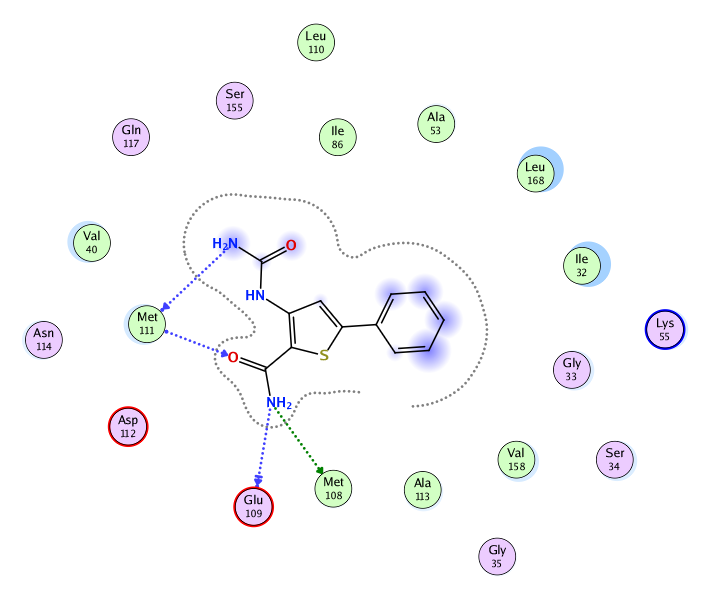 Leu
110
Ser
155
Ala
53
Gln
117
Ile
86
Leu
168
Val
40
H₂N
O
Ile
32
HN
Met
111
Lys
55
Asn
114
O
S
Gly
33
NH₂
Asp
112
Val
158
Ser
34
Met
108
Ala
113
Glu
109
Gly
35